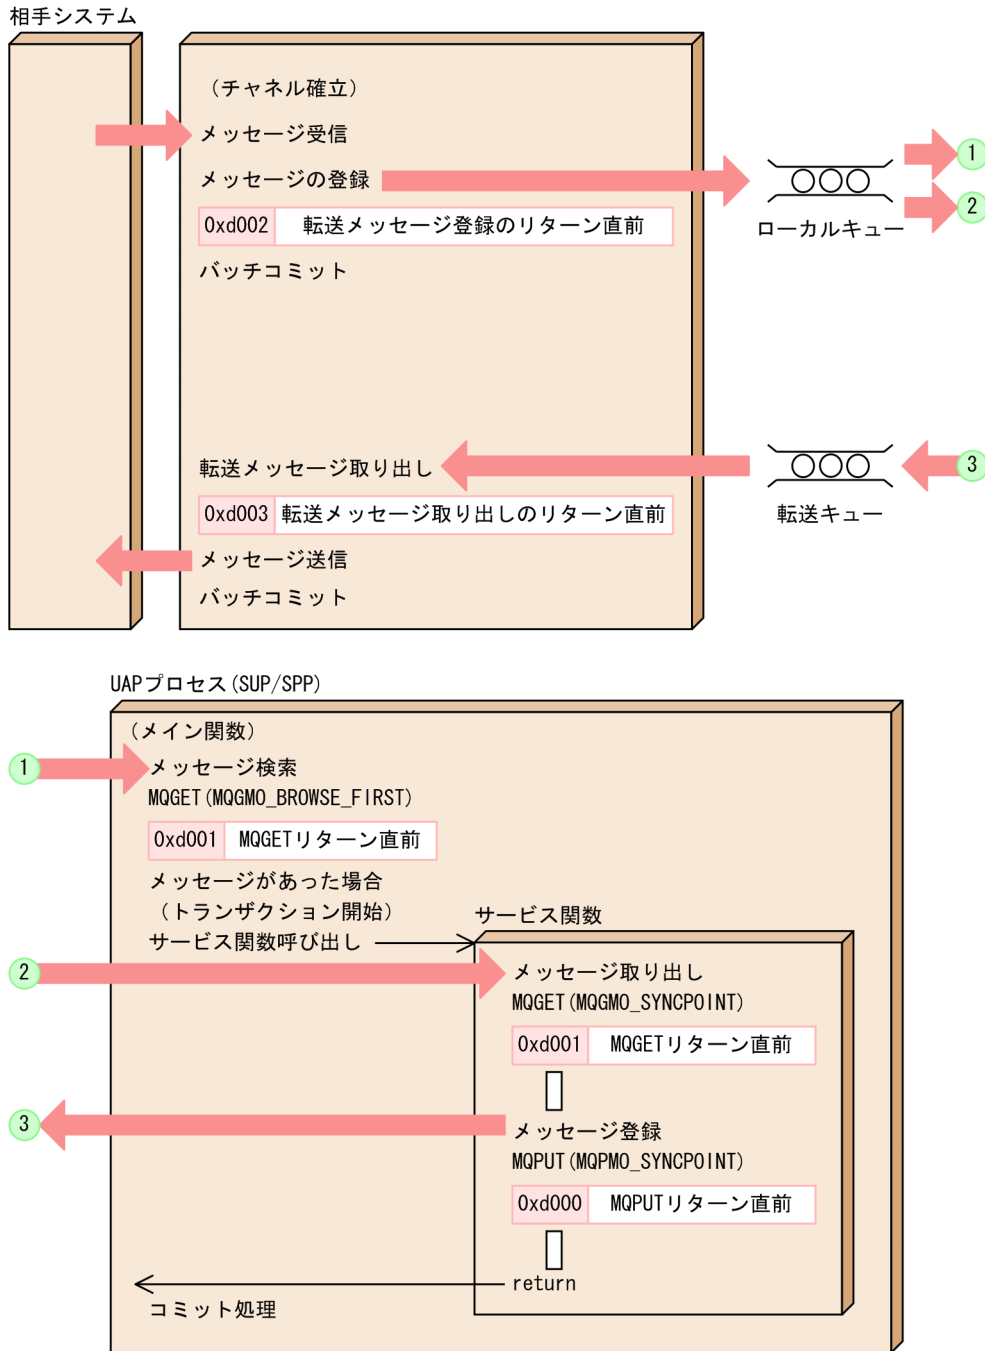 相手システム
（チャネル確立）
メッセージ受信
メッセージの登録
0xd002 転送メッセージ登録のリターン直前
バッチコミット
1
2
ローカルキュー
転送メッセージ取り出し
0xd003 転送メッセージ取り出しのリターン直前
メッセージ送信
バッチコミット
3
転送キュー
UAPプロセス(SUP/SPP)
（メイン関数）
1
メッセージ検索
MQGET(MQGMO_BROWSE_FIRST)
0xd001 MQGETリターン直前
メッセージがあった場合
（トランザクション開始）
サービス関数呼び出し
サービス関数
2
メッセージ取り出し
MQGET(MQGMO_SYNCPOINT)
0xd001 MQGETリターン直前
3
メッセージ登録
MQPUT(MQPMO_SYNCPOINT)
0xd000 MQPUTリターン直前
return
コミット処理